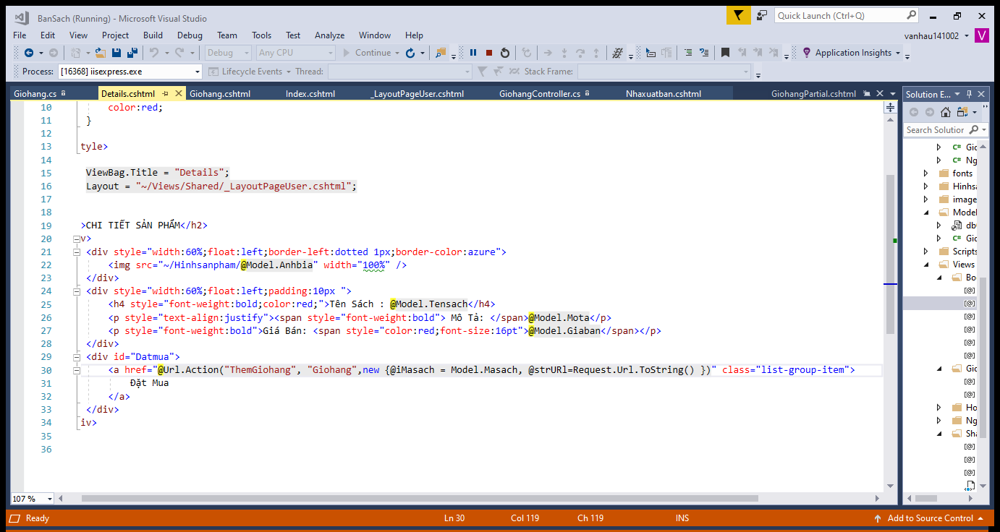 BanSach (Running) - Microsoft Visual Studio
Quick Launch (Ctrl+Q)
File Edit View Project Build Debug Team Tools Test Analyze Window Help
vanhau141002 V
Debug Any CPU Continue Application Insights
Process: [16368] iisexpress.exe Lifecycle Events Thread: Stack Frame:
Giohang.cs Details.cshtml Giohang.cshtml Index.cshtml _LayoutPageUser.cshtml GiohangController.cs Nhaxuatban.cshtml GiohangPartial.cshtml
Solution E...
Search Solution
10 color:red;
11 }
12
13 tyle>
14
15 ViewBag.Title = "Details";
16 Layout = "~/Views/Shared/_LayoutPageUser.cshtml";
17
18
19 >CHI TIẾT SẢN PHẨM</h2>
20 v>
21 <div style="width:60%;float:left;border-left:dotted 1px;border-color:azure">
22 <img src="~/Hinhsanpham/@Model.Anhbia" width="100%" />
23 </div>
24 <div style="width:60%;float:left;padding:10px ">
25 <h4 style="font-weight:bold;color:red;">Tên Sách : @Model.Tensach</h4>
26 <p style="text-align:justify"><span style="font-weight:bold"> Mô Tả: </span>@Model.Mota</p>
27 <p style="font-weight:bold">Giá Bán: <span style="color:red;font-size:16pt">@Model.Giaban</span></p>
28 </div>
29 <div id="Datmua">
30 <a href="@Url.Action("ThemGiohang", "Giohang",new {@iMasach = Model.Masach, @strURl=Request.Url.ToString() })" class="list-group-item">
31 Đặt Mua
32 </a>
33 </div>
34 iv>
35
36
C# Gio
C# Ng
fonts
Hinhsa
image
Model
db
C# Gio
Scripts
Views
Bo
[@]
[@]
[@]
[@]
[@]
[@]
Gio
[@]
[@]
Ho
Ng
Sha
[@]
[@]
[@]
107 %
Ready Ln 30 Col 119 Ch 119 INS Add to Source Control